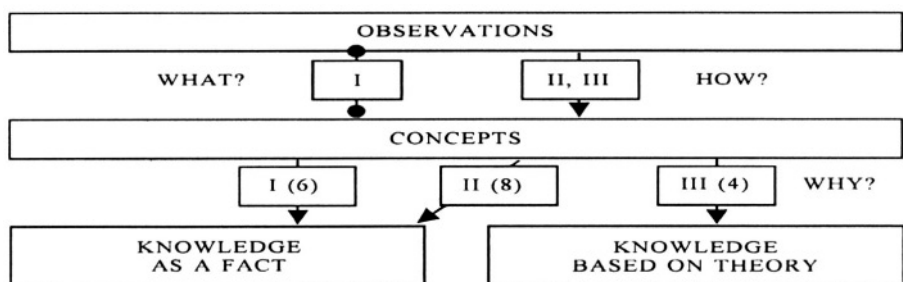 OBSERVATIONS
WHAT? I II, III HOW?
CONCEPTS
I (6) II (8) III (4) WHY?
KNOWLEDGE KNOWLEDGE
AS A FACT BASED ON THEORY